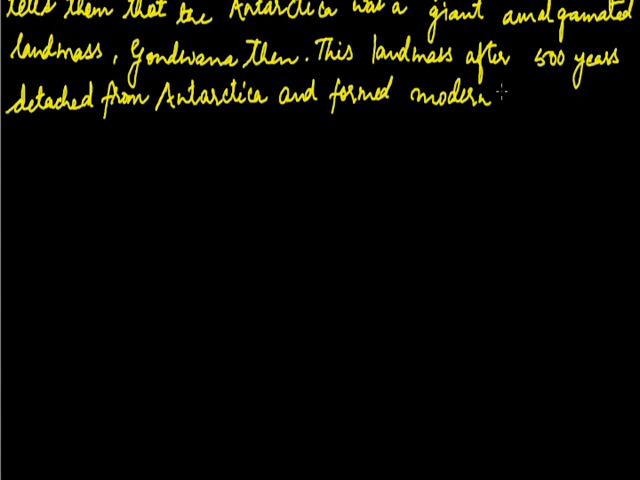 tells them that the Antarctica was a giant amalgamated
landmass, Gondwana then. This landmass after 500 years
detached from Antarctica and formed modern